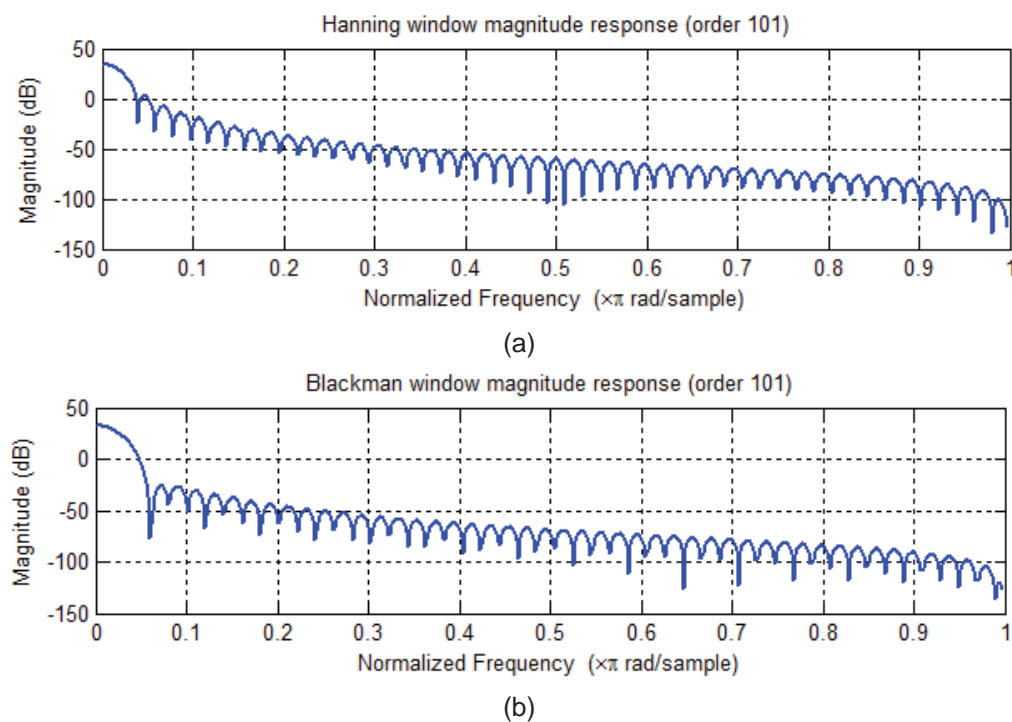 Hanning window magnitude response (order 101)
Magnitude (dB)
50
0
-50
-100
-150
0 0.1 0.2 0.3 0.4 0.5 0.6 0.7 0.8 0.9 1
Normalized Frequency (×π rad/sample)
(a)
Blackman window magnitude response (order 101)
Magnitude (dB)
50
0
-50
-100
-150
0 0.1 0.2 0.3 0.4 0.5 0.6 0.7 0.8 0.9 1
Normalized Frequency (×π rad/sample)
(b)